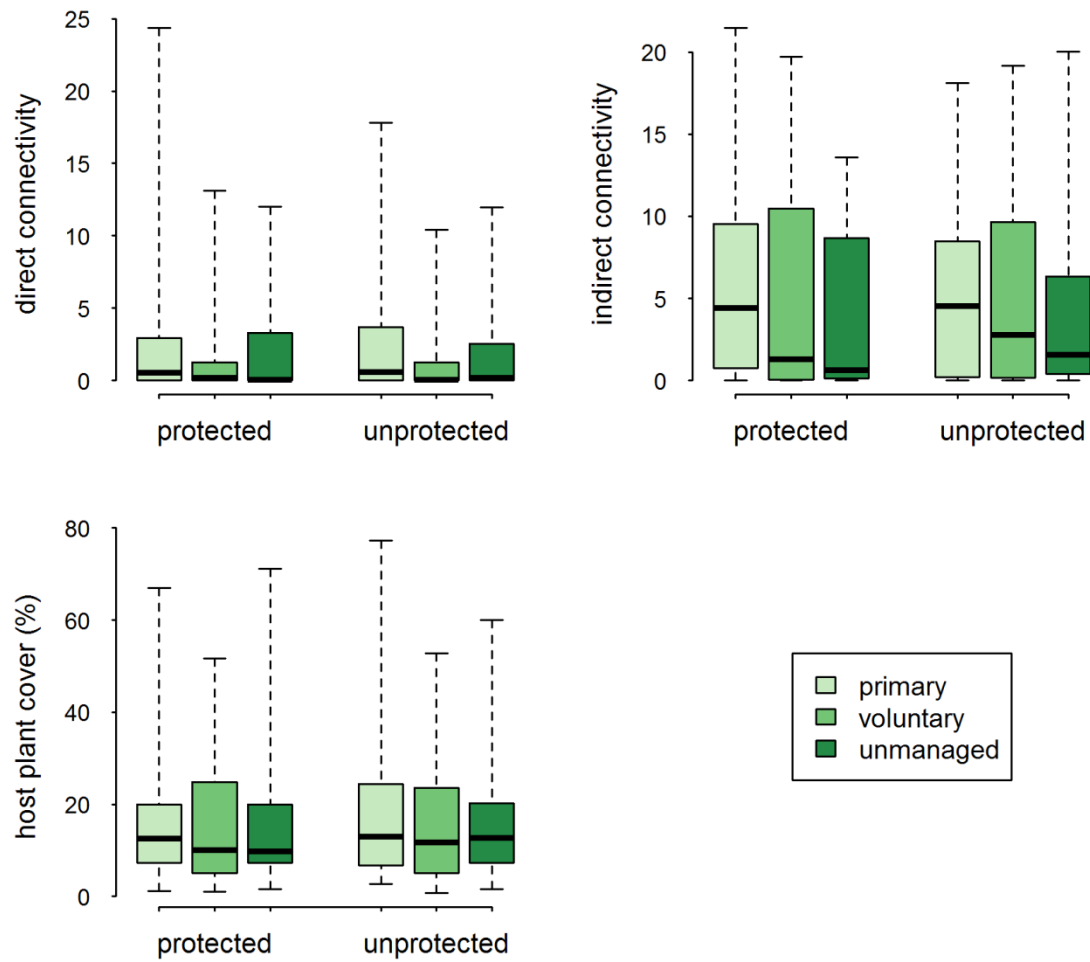 direct connectivity
25
20
15
10
5
0
protected unprotected
indirect connectivity
20
15
10
5
0
protected unprotected
host plant cover (%)
80
60
40
20
0
protected unprotected
primary
voluntary
unmanaged